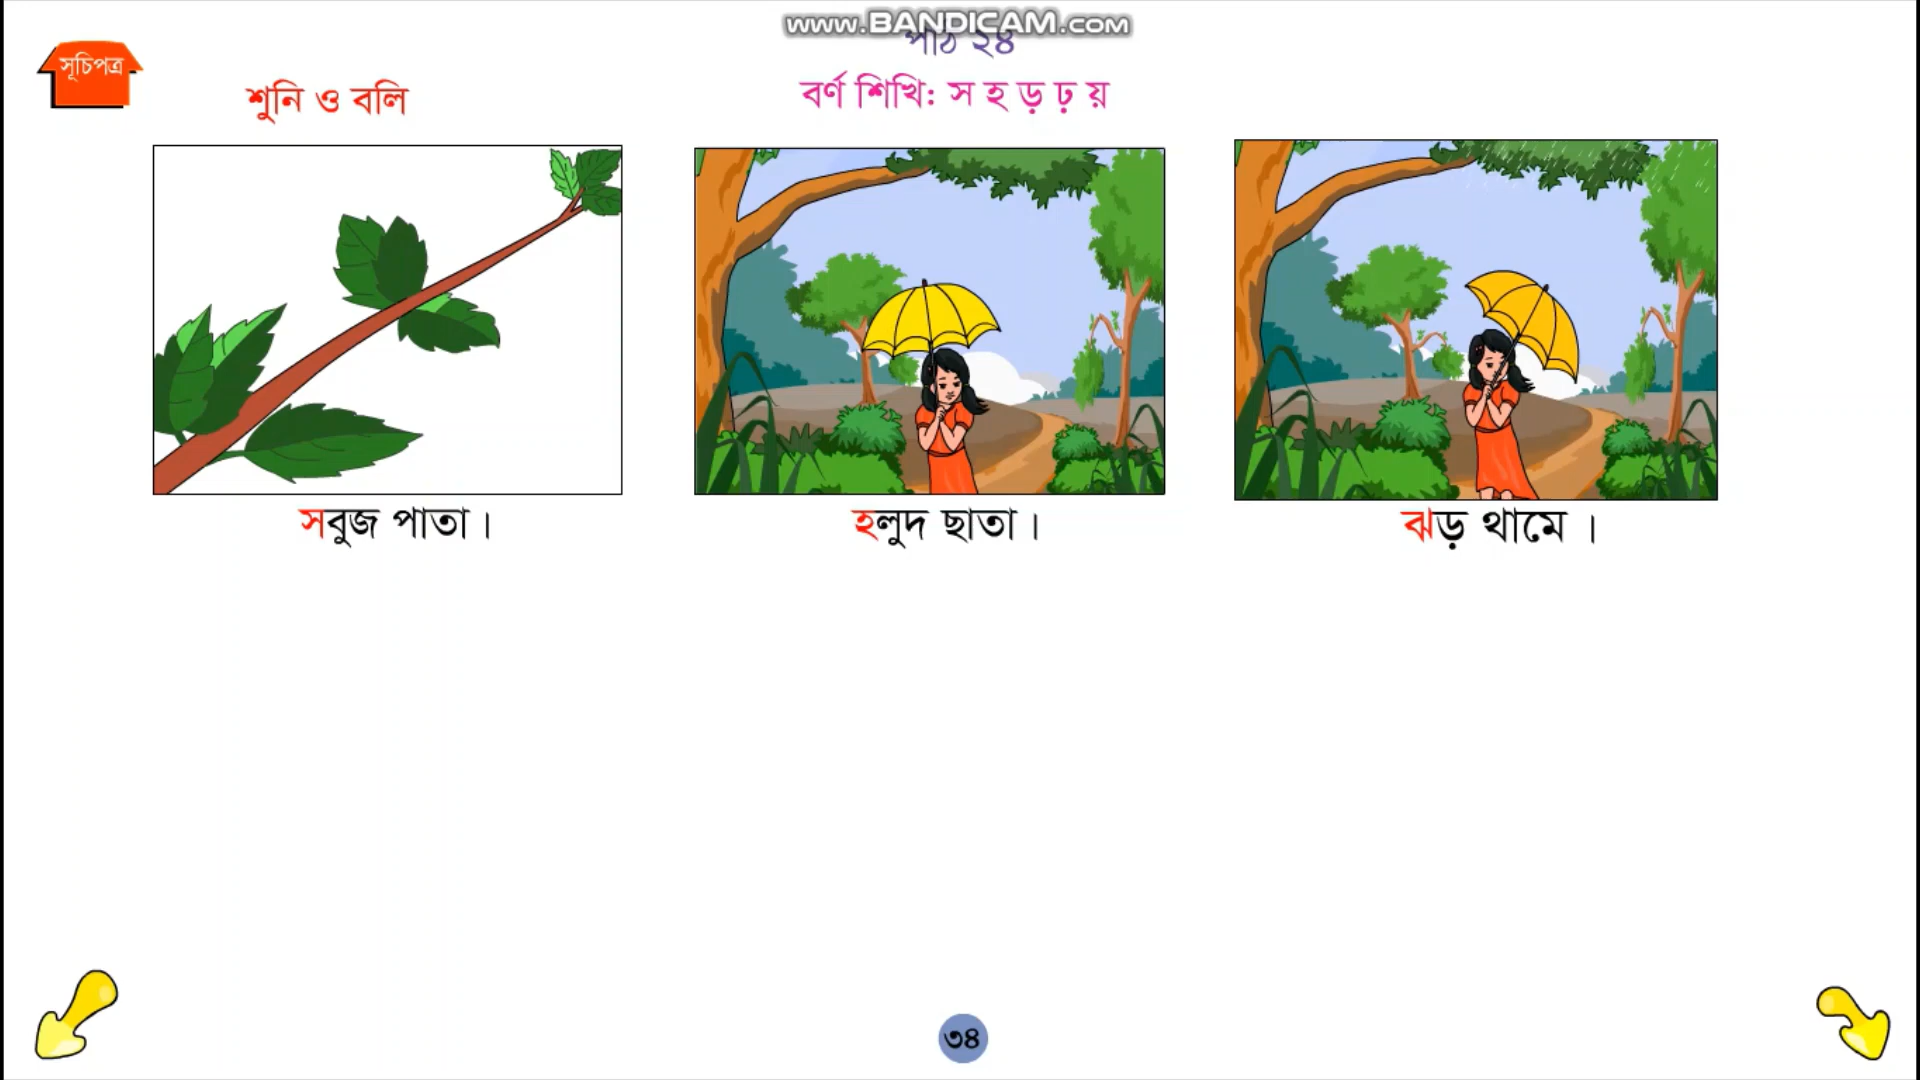 www.BANDICAM.com
পাঠ ২৪
সূচিপত্র
শুনি ও বলি
বর্ণ শিখি: স হ ড় ঢ় য়
সবুজ পাতা।
হলুদ ছাতা।
ঝড় থামে ।
৩৪